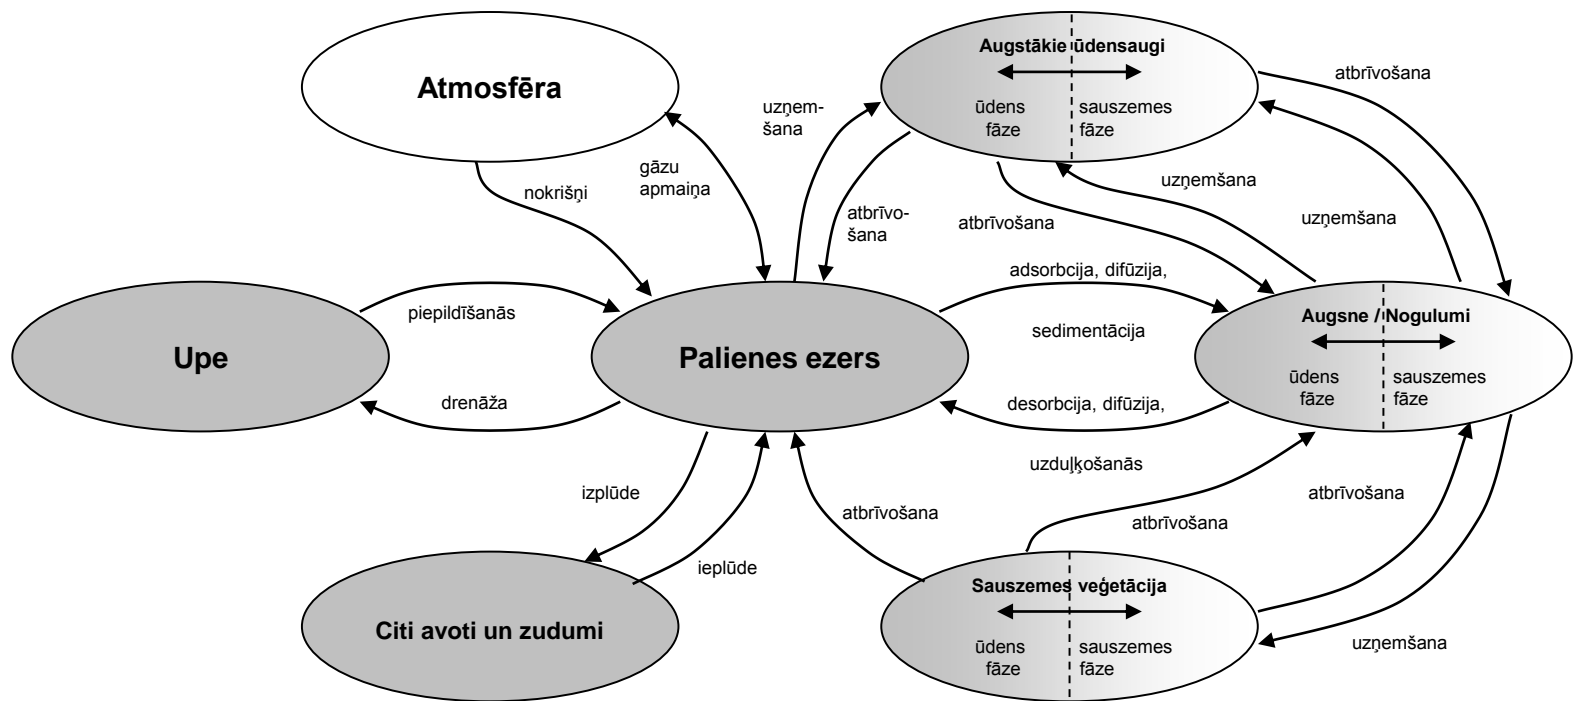 Augstākie ūdensaugi
ūdens
fāze
sauszemes
fāze
Atmosfēra
uzņem-
šana
atbrīvošana
nokrišņi
gāzu
apmaiņa
atbrīvo-
šana
atbrīvošana
uzņemšana
uzņemšana
Upe
piepildīšanās
drenāža
Palienes ezers
adsorbcija, difūzija,
sedimentācija
desorbcija, difūzija,
uzduļķošanās
Augsne / Nogulumi
ūdens
fāze
sauszemes
fāze
izplūde
ieplūde
atbrīvošana
atbrīvošana
atbrīvošana
uzņemšana
Citi avoti un zudumi
Sauszemes veģetācija
ūdens
fāze
sauszemes
fāze